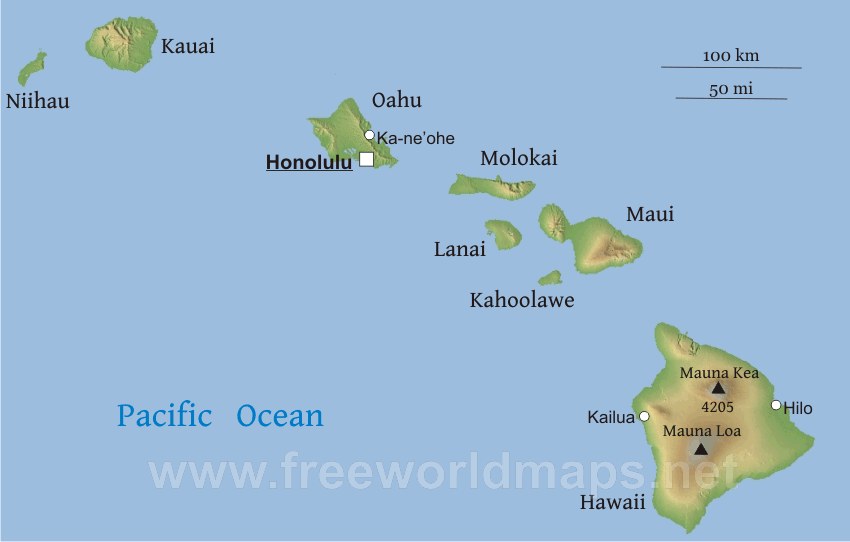 Kauai
Niihau
100 km
50 mi
Oahu
Ka-ne'ohe
Honolulu
Molokai
Maui
Lanai
Kahoolawe
Mauna Kea
4205
Hilo
Kailua
Mauna Loa
Pacific Ocean
www.freeworldmaps.net
Hawaii